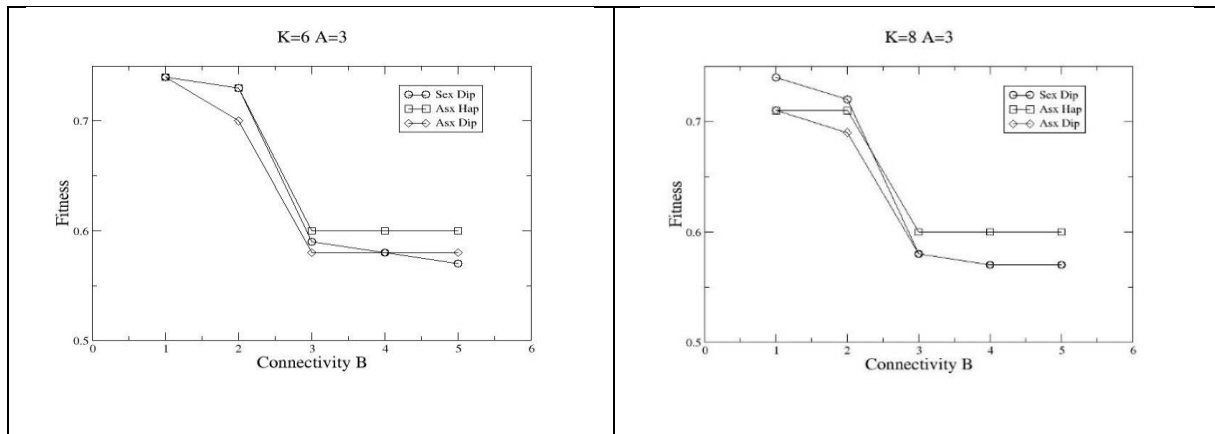 K=6 A=3
Sex Dip
Asx Hap
Asx Dip
0.7
0.6
0.5
Fitness
0 1 2 3 4 5 6
Connectivity B
K=8 A=3
Sex Dip
Asx Hap
Asx Dip
0.7
0.6
0.5
Fitness
0 1 2 3 4 5 6
Connectivity B